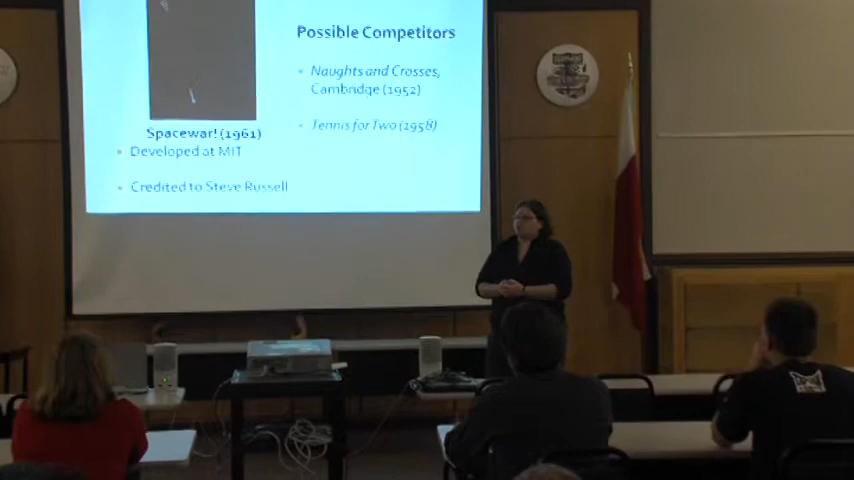 Possible Competitors
Naughts and Crosses,
Cambridge (1952)
Tennis for Two (1958)
Spacewar! (1961)
Developed at MIT
Credited to Steve Russell